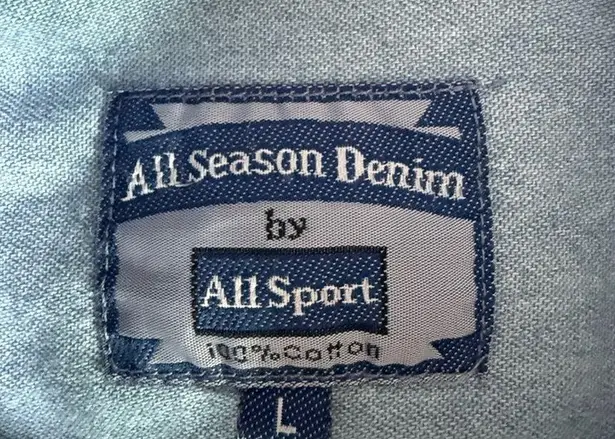 All Season Denim
by
All Sport
100% Cotton
L